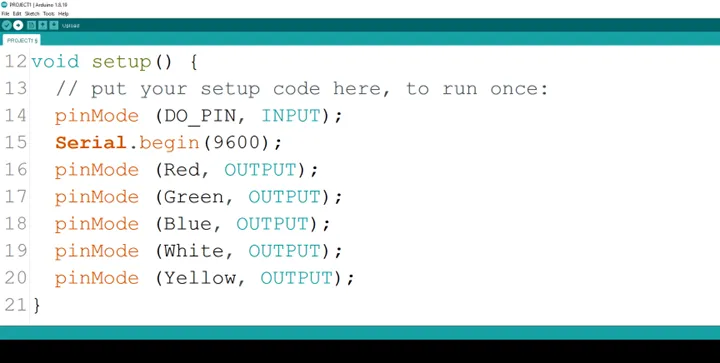 PROJECT1 | Arduino 1.8.19
File Edit Sketch Tools Help
Upload
PROJECT1 §
12 void setup() {
13 // put your setup code here, to run once:
14 pinMode (DO_PIN, INPUT);
15 Serial.begin(9600);
16 pinMode (Red, OUTPUT);
17 pinMode (Green, OUTPUT);
18 pinMode (Blue, OUTPUT);
19 pinMode (White, OUTPUT);
20 pinMode (Yellow, OUTPUT);
21 }